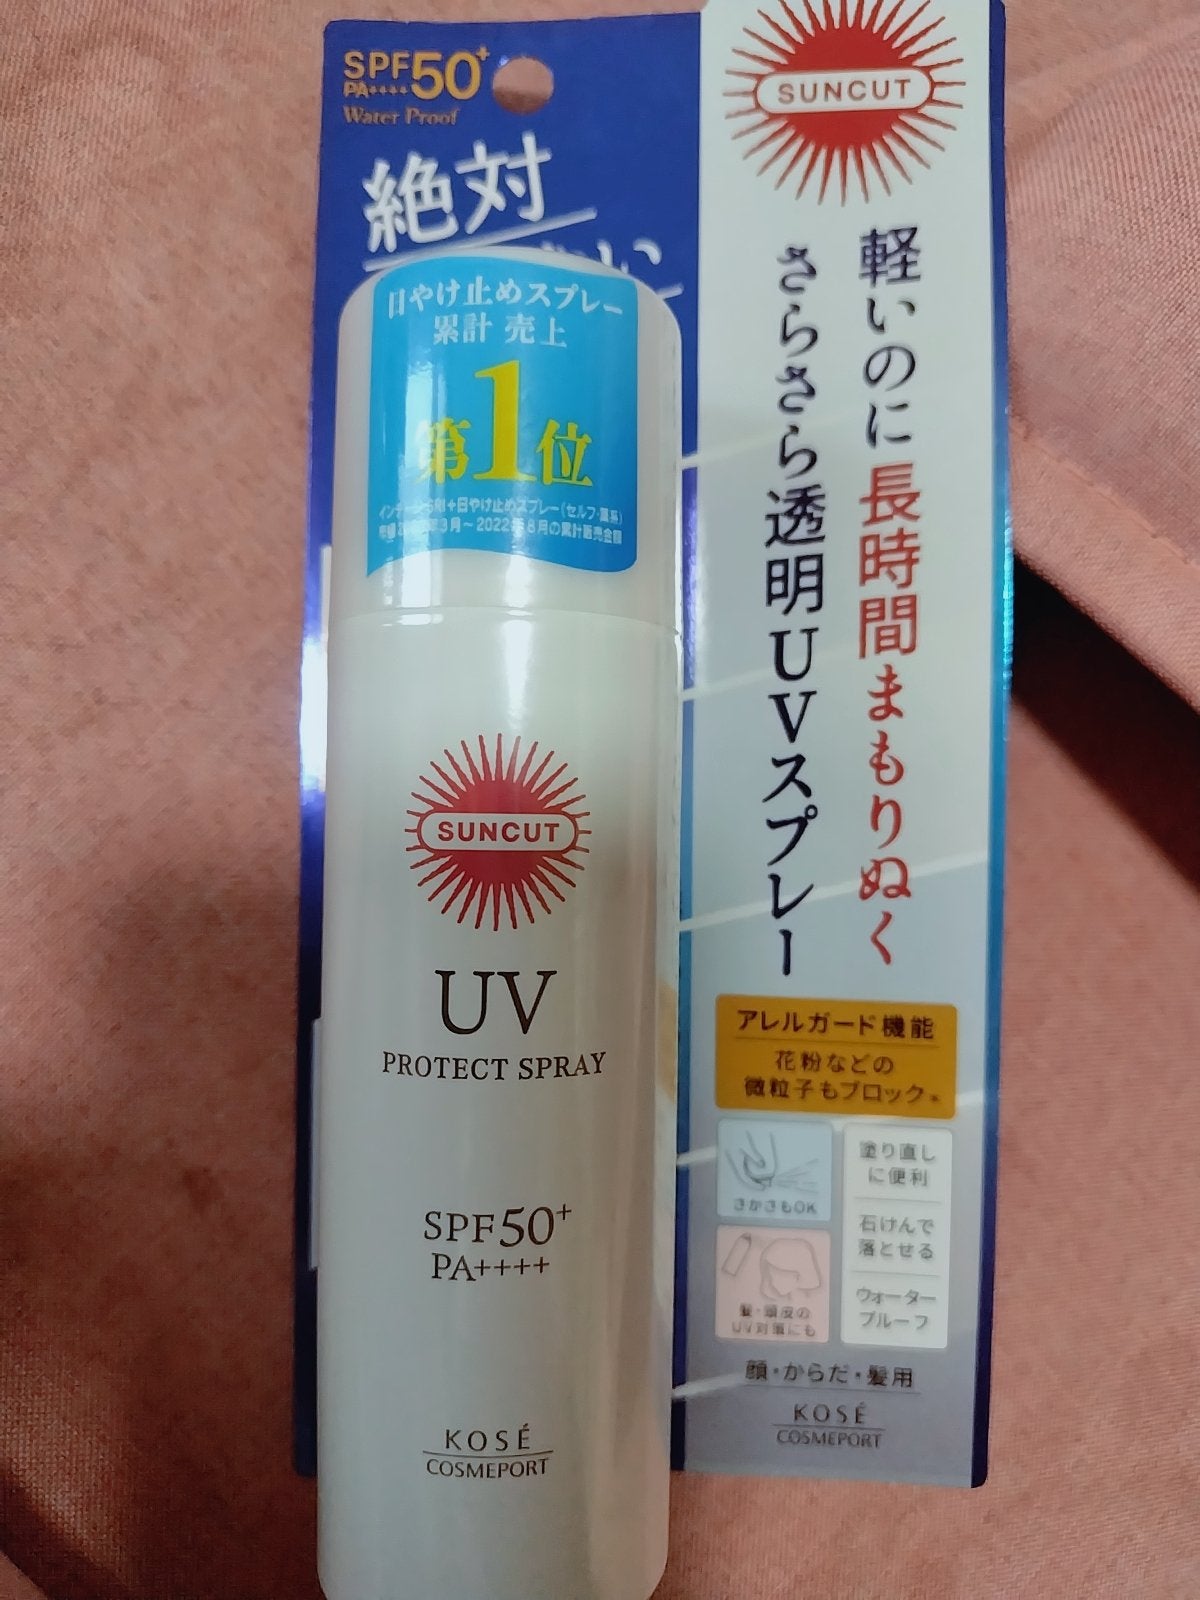 SPF50+
PA++++
Water Proof
絶対
い
日やけ止めスプレー
累計 売上
第1位
SUNCUT
UV
PROTECT SPRAY
SPF50+
PA++++
KOSÉ
COSMEPORT
SUNCUT
軽いのに長時間まもりぬく
さらさら透明UVスプレー
アレルガード機能
花粉などの
微粒子もブロック*
さかさもOK
髪・頭皮の
UV対策にも
塗り直し
に便利
石けんで
落とせる
ウォーター
プルーフ
顔・からだ・髪用
KOSÉ
COSMEPORT